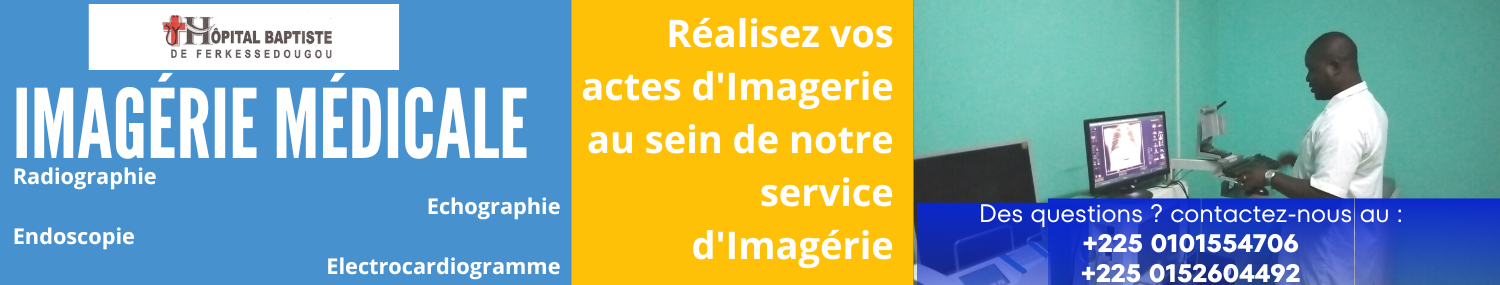 HÔPITAL BAPTISTE
DE FERKESSEDOUGOU
IMAGÉRIE MÉDICALE
Radiographie
Echographie
Endoscopie
Electrocardiogramme
Réalisez vos
actes d'Imagerie
au sein de notre
service
d'Imagérie
Des questions ? contactez-nous au :
+225 0101554706
+225 0152604492